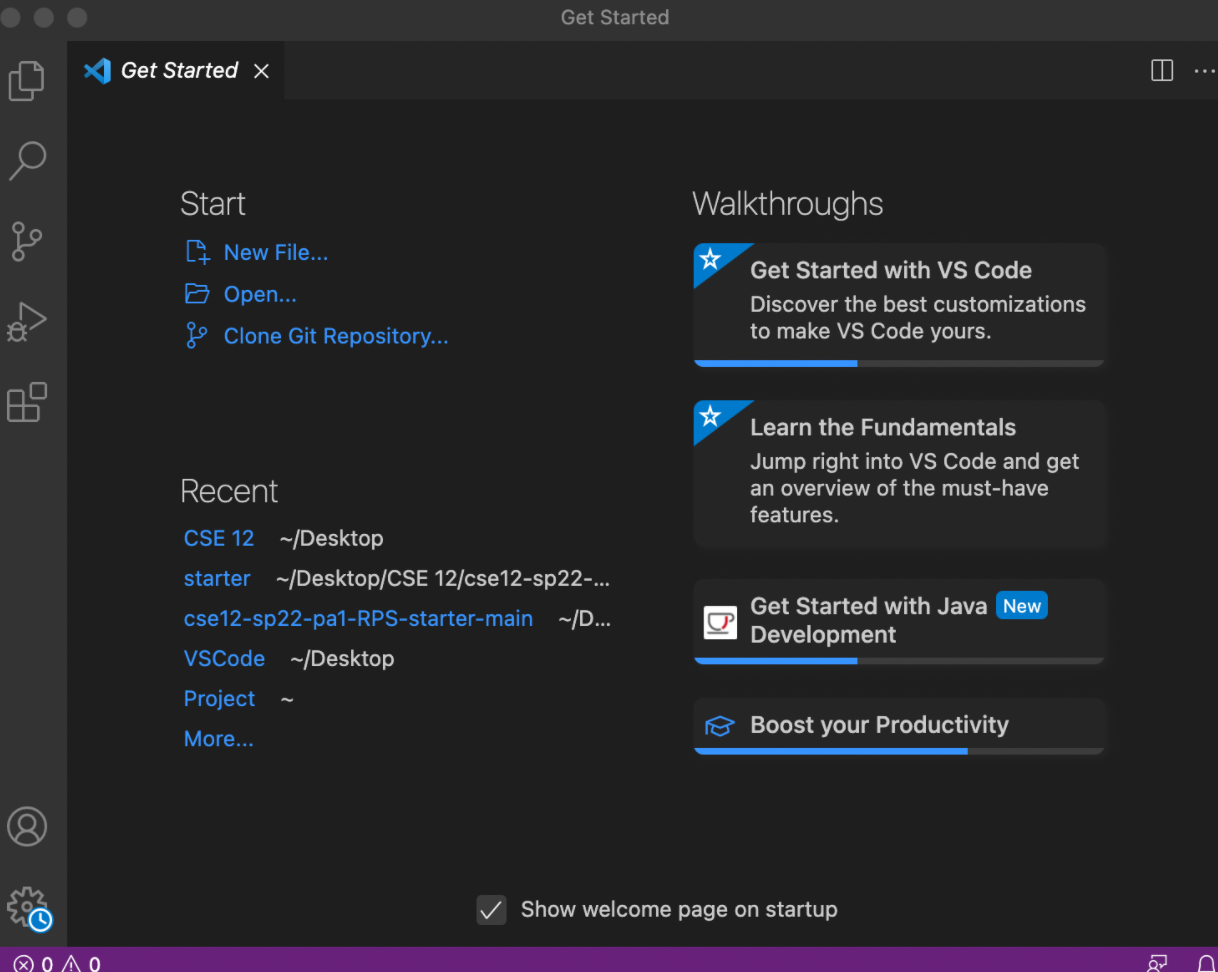 Get Started
Get Started
Start
New File...
Open...
Clone Git Repository...
Recent
CSE 12 ~/Desktop
starter ~/Desktop/CSE 12/cse12-sp22-...
cse12-sp22-pa1-RPS-starter-main ~/D...
VSCode ~/Desktop
Project ~
More...
Walkthroughs
Get Started with VS Code
Discover the best customizations
to make VS Code yours.
Learn the Fundamentals
Jump right into VS Code and get
an overview of the must-have
features.
Get Started with Java New
Development
Boost your Productivity
Show welcome page on startup
0 0